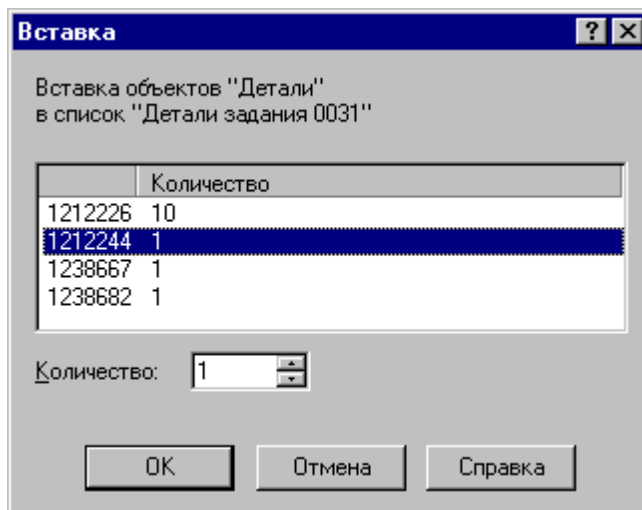 Вставка
Вставка объектов "Детали"
в список "Детали задания 0031"
Количество
1212226 10
1212244 1
1238667 1
1238682 1
Количество: 1
OK Отмена Справка